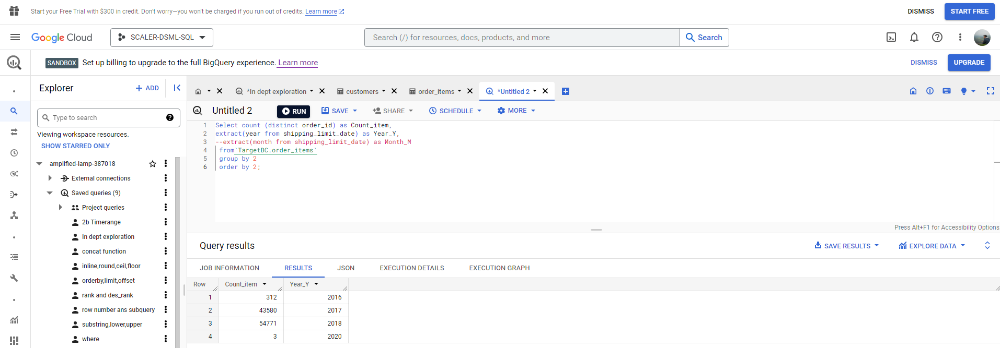 Start your Free Trial with $300 in credit. Don't worry—you won't be charged if you run out of credits. Learn more
DISMISS
START FREE
Google Cloud
SCALER-DSML-SQL
Search (/) for resources, docs, products, and more
Search
SANDBOX Set up billing to upgrade to the full BigQuery experience. Learn more
DISMISS
UPGRADE
Explorer
+ ADD
Type to search
Viewing workspace resources.
SHOW STARRED ONLY
amplified-lamp-387018
External connections
Saved queries (9)
Project queries
2b Timerange
In dept exploration
concat function
inline,round,ceil,floor
orderby,limit,offset
rank and des_rank
row number ans subquery
substring,lower,upper
where
*In dept exploration
customers
order_items
*Untitled 2
Untitled 2
RUN
SAVE
SHARE
SCHEDULE
MORE
1 Select count (distinct order_id) as Count_item,
2 extract(year from shipping_limit_date) as Year_Y,
3 --extract(month from shipping_limit_date) as Month_M
4 from`TargetBC.order_items`
5 group by 2
6 order by 2;
Press Alt+F1 for Accessibility Options
Query results
SAVE RESULTS
EXPLORE DATA
JOB INFORMATION
RESULTS
JSON
EXECUTION DETAILS
EXECUTION GRAPH
Row Count_item Year_Y
1 312 2016
2 43580 2017
3 54771 2018
4 3 2020